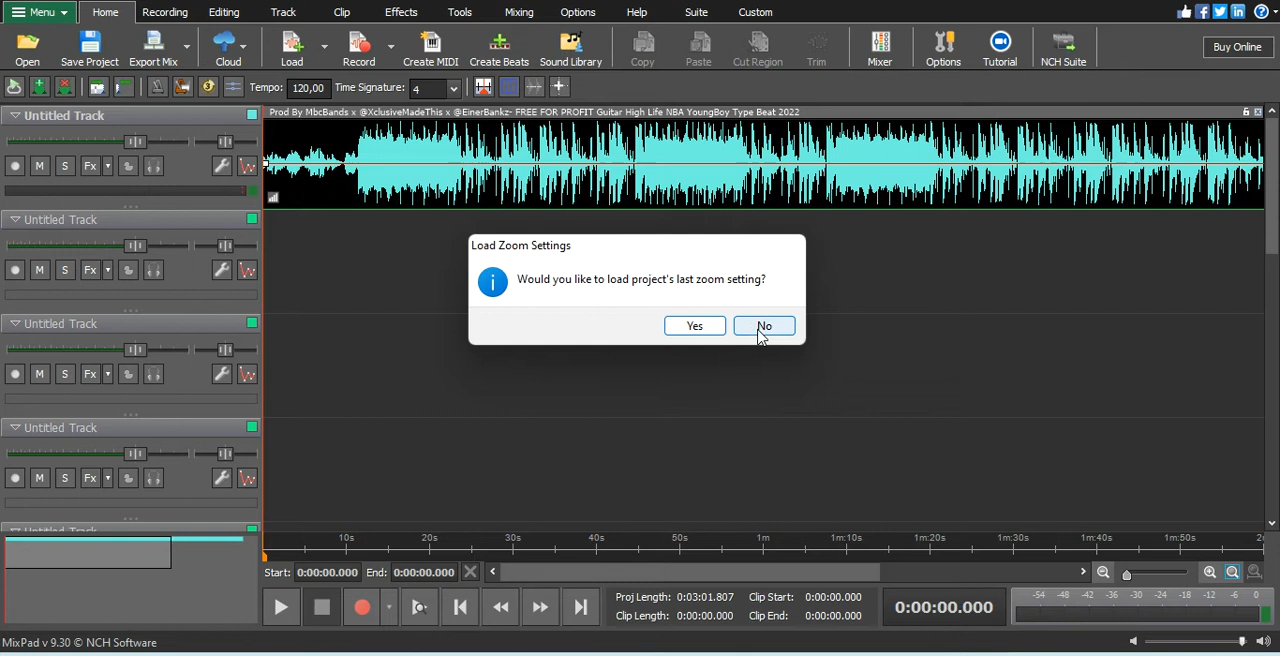 Menu Home Recording Editing Track Clip Effects Tools Mixing Options Help Suite Custom
Open Save Project Export Mix Cloud Load Record Create MIDI Create Beats Sound Library Copy Paste Cut Region Trim Mixer Options Tutorial NCH Suite Buy Online
Tempo: 120,00 Time Signature: 4
Untitled Track
Prod By MbcBands x @XclusiveMadeThis x @EinerBankz- FREE FOR PROFIT Guitar High Life NBA YoungBoy Type Beat 2022
M S Fx
Untitled Track
M S Fx
Load Zoom Settings
Would you like to load project's last zoom setting?
Yes No
Untitled Track
M S Fx
Untitled Track
M S Fx
Untitled Track
10s 20s 30s 40s 50s 1m 1m:10s 1m:20s 1m:30s 1m:40s 1m:50s
Start: 0:00:00.000 End: 0:00:00.000
Proj Length: 0:03:01.807 Clip Start: 0:00:00.000
Clip Length: 0:00:00.000 Clip End: 0:00:00.000
0:00:00.000
-54 -48 -42 -36 -30 -24 -18 -12 -6 0
MixPad v 9.30 © NCH Software